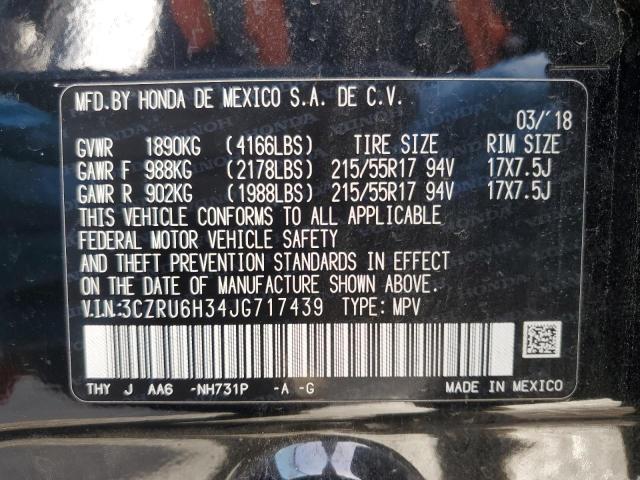 MFD.BY HONDA DE MEXICO S.A. DE C.V.
03/'18
GVWR 1890KG (4166LBS) TIRE SIZE RIM SIZE
GAWR F 988KG (2178LBS) 215/55R17 94V 17X7.5J
GAWR R 902KG (1988LBS) 215/55R17 94V 17X7.5J
THIS VEHICLE CONFORMS TO ALL APPLICABLE
FEDERAL MOTOR VEHICLE SAFETY
AND THEFT PREVENTION STANDARDS IN EFFECT
ON THE DATE OF MANUFACTURE SHOWN ABOVE.
V.I.N.:3CZRU6H34JG717439 TYPE: MPV
THY J AA6 -NH731P -A -G
MADE IN MEXICO